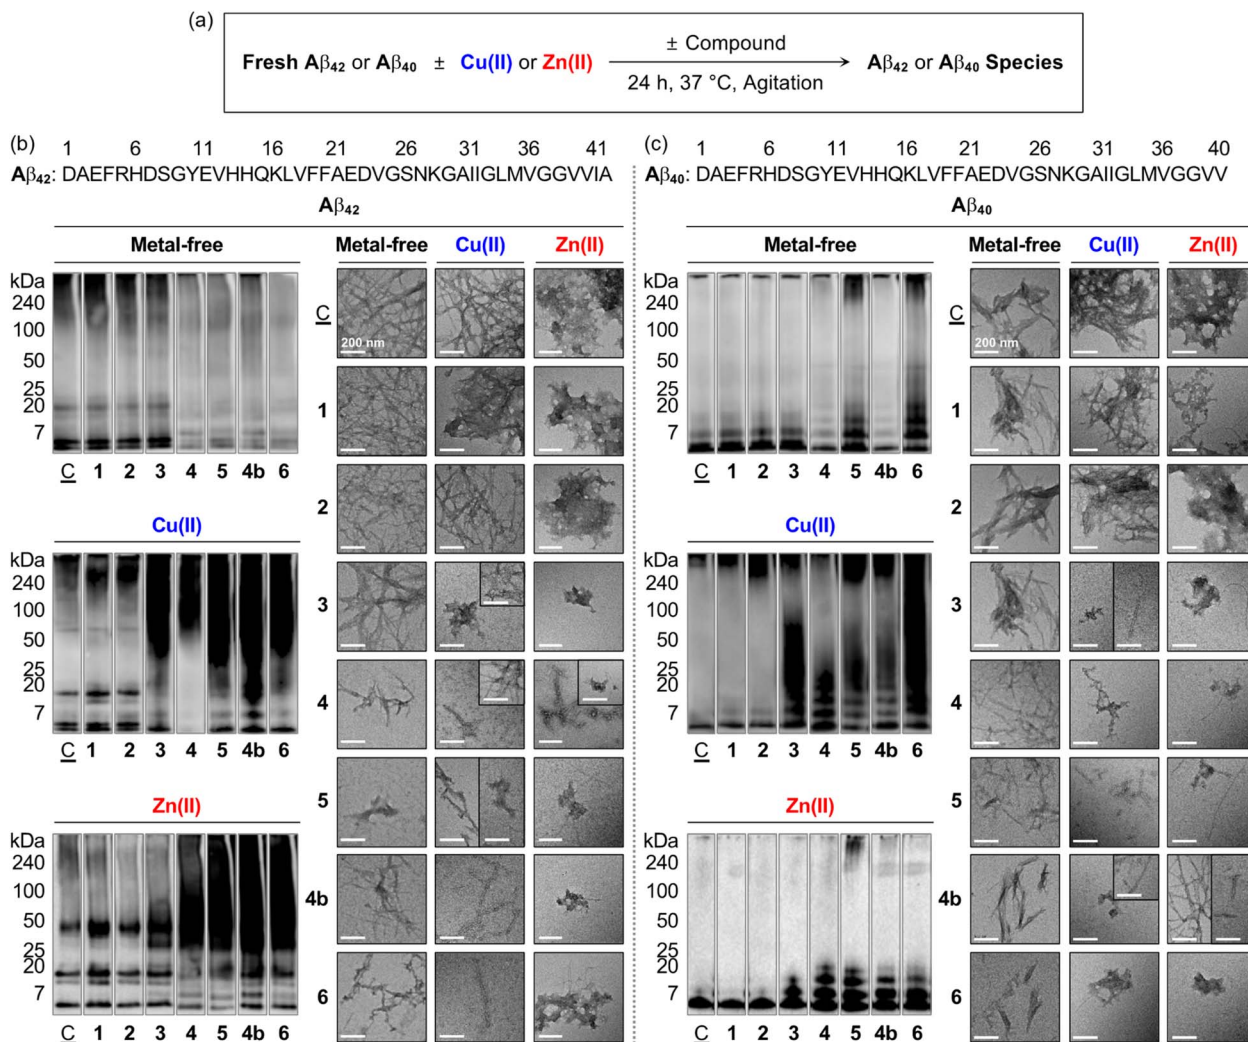 (a)
Fresh Aβ42 or Aβ40 ± Cu(II) or Zn(II)
± Compound
24 h, 37 °C, Agitation
Aβ42 or Aβ40 Species
(b)
1 6 11 16 21 26 31 36 41
Aβ42: DAEFRHDSGYEVHHQKLVFFAEDVGSNKGAIIGLMVGGVVIA
Aβ42
Metal-free
kDa
240
100
50
25
20
7
C 1 2 3 4 5 4b 6
Cu(II)
kDa
240
100
50
25
20
7
C 1 2 3 4 5 4b 6
Zn(II)
kDa
240
100
50
25
20
7
C 1 2 3 4 5 4b 6
Metal-free Cu(II) Zn(II)
C
200 nm
1
2
3
4
5
4b
6
(c)
1 6 11 16 21 26 31 36 40
Aβ40: DAEFRHDSGYEVHHQKLVFFAEDVGSNKGAIIGLMVGGVV
Aβ40
Metal-free
kDa
240
100
50
25
20
7
C 1 2 3 4 5 4b 6
Cu(II)
kDa
240
100
50
25
20
7
C 1 2 3 4 5 4b 6
Zn(II)
kDa
240
100
50
25
20
7
C 1 2 3 4 5 4b 6
Metal-free Cu(II) Zn(II)
C
200 nm
1
2
3
4
5
4b
6